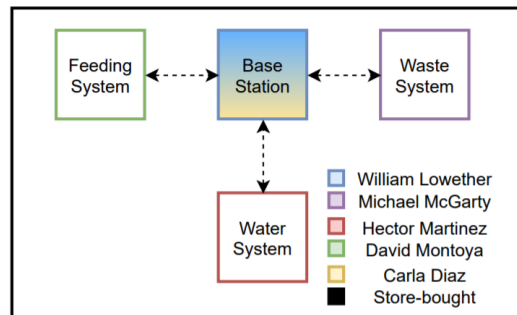 Feeding
System
Base
Station
Waste
System
Water
System
William Lowether
Michael McGarty
Hector Martinez
David Montoya
Carla Diaz
Store-bought